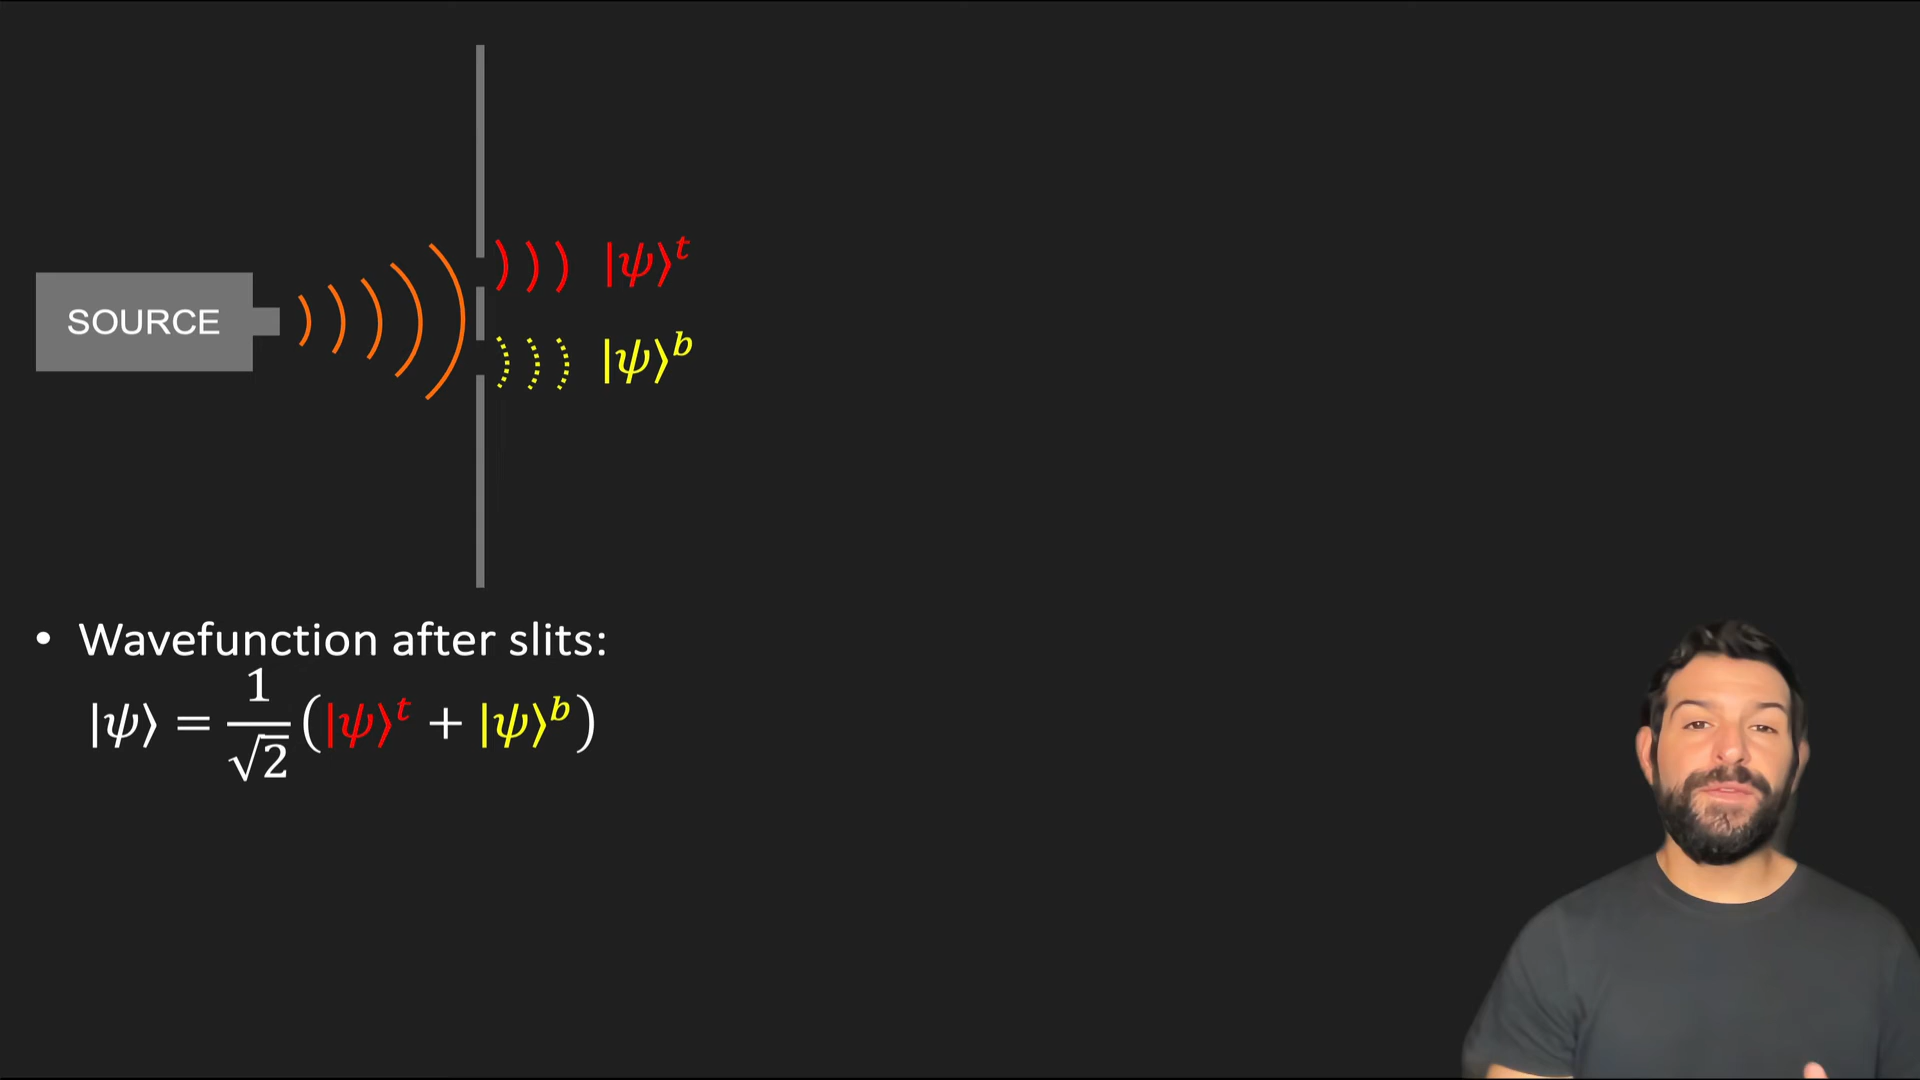 |ψ⟩ᵗ
SOURCE
|ψ⟩ᵇ
• Wavefunction after slits:
|ψ⟩ = 1/√2 (|ψ⟩ᵗ + |ψ⟩ᵇ)